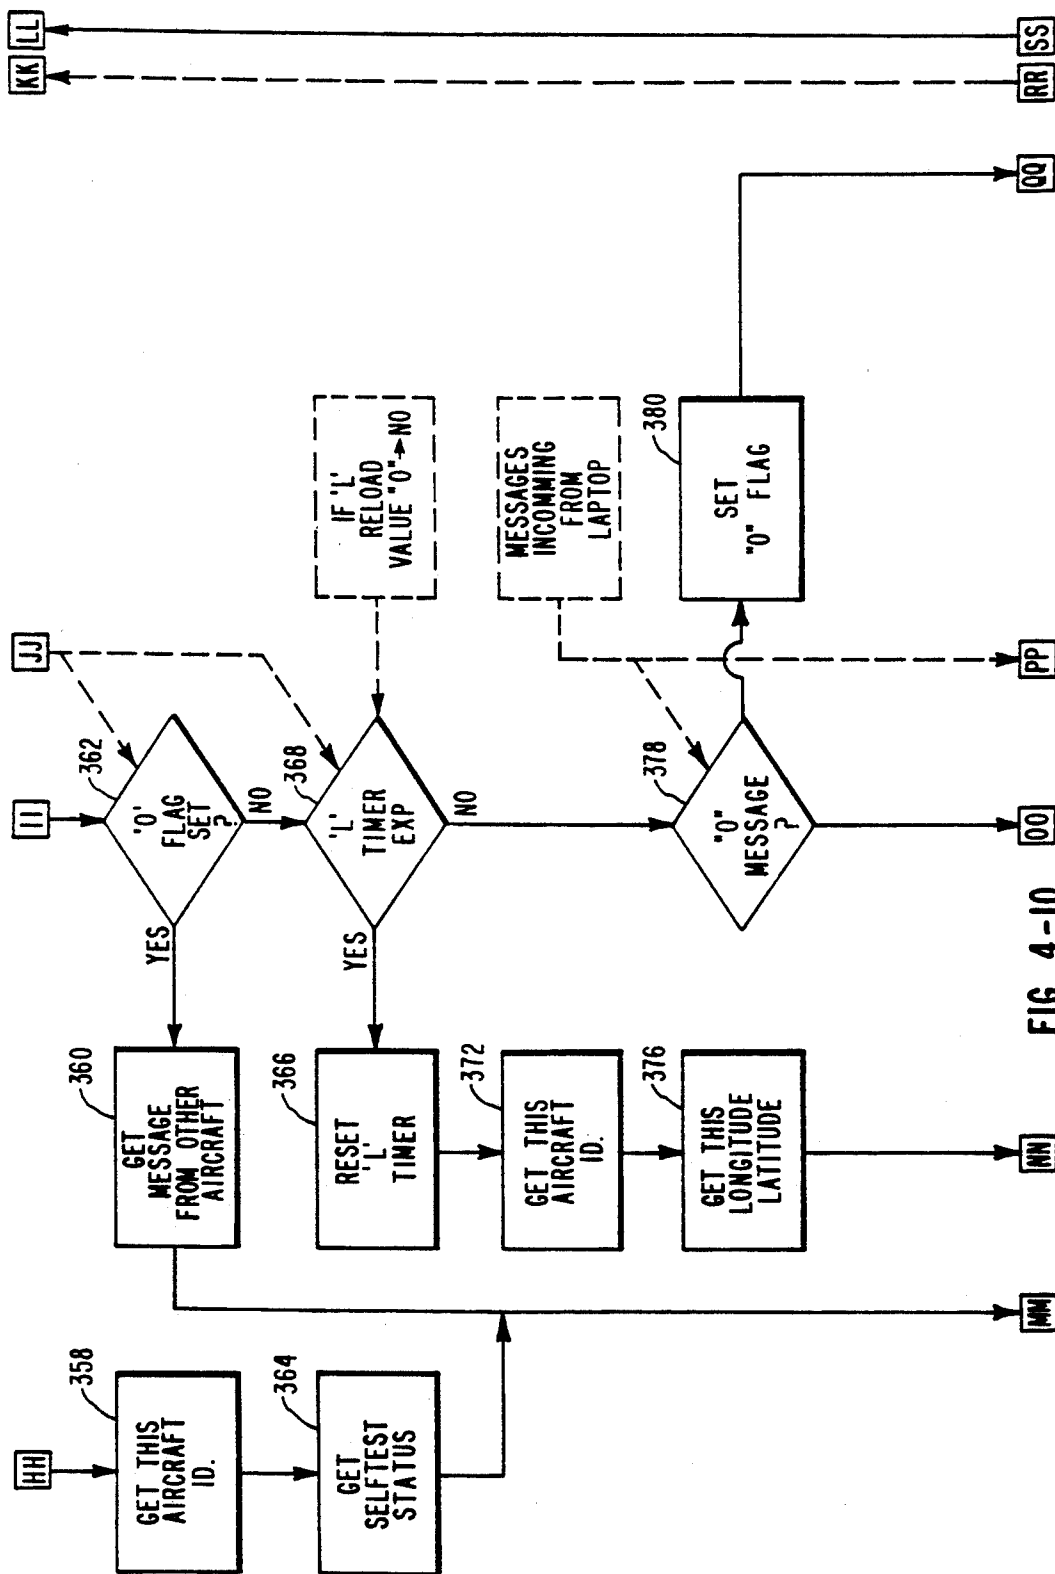 HH
II
JJ
KK
LL
358
GET THIS
AIRCRAFT
ID.
360
GET
MESSAGE
FROM OTHER
AIRCRAFT
YES
362
'O'
FLAG
SET
?
NO
364
GET
SELFTEST
STATUS
366
RESET
'L'
TIMER
YES
368
'L'
TIMER
EXP
NO
IF 'L'
RELOAD
VALUE "O"→NO
372
GET THIS
AIRCRAFT
ID.
MESSAGES
INCOMMING
FROM
LAPTOP
376
GET THIS
LONGITUDE
LATITUDE
378
"O"
MESSAGE
?
380
SET
"O" FLAG
MM
NN
OO
PP
QQ
RR
SS
FIG. 4-10